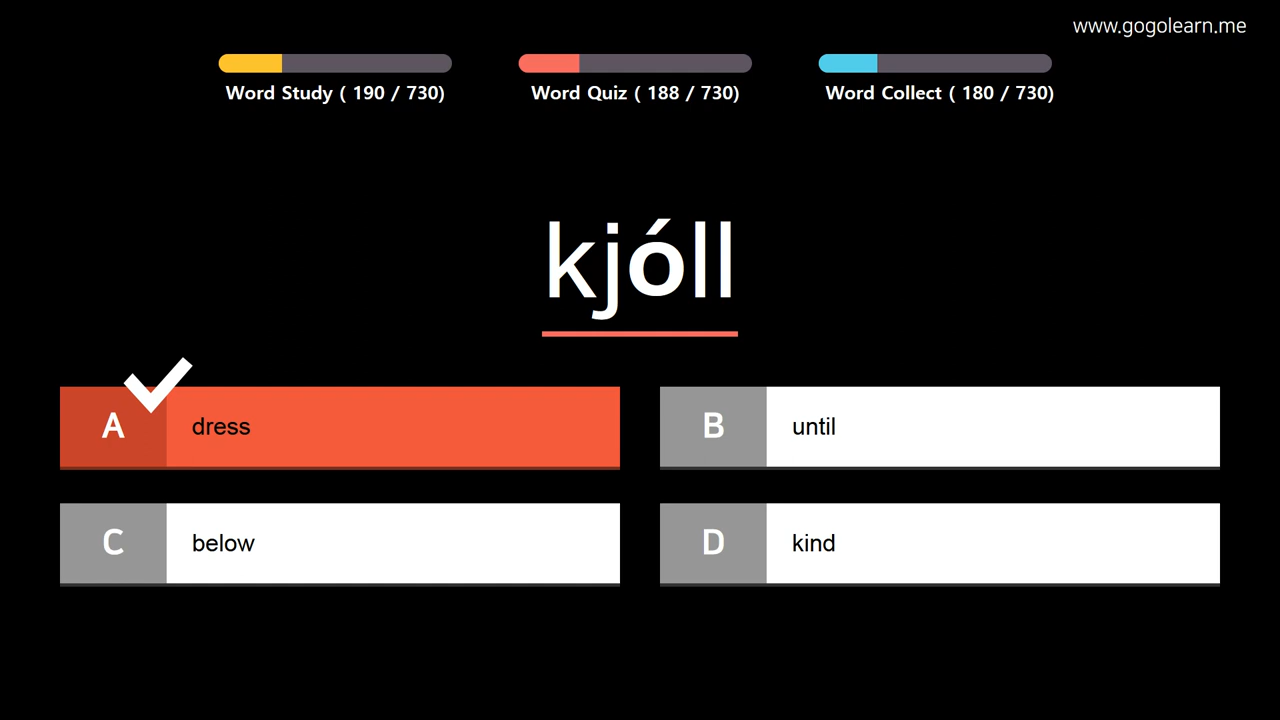 www.gogolearn.me
Word Study ( 190 / 730)
Word Quiz ( 188 / 730)
Word Collect ( 180 / 730)
kjóll
A dress
B until
C below
D kind